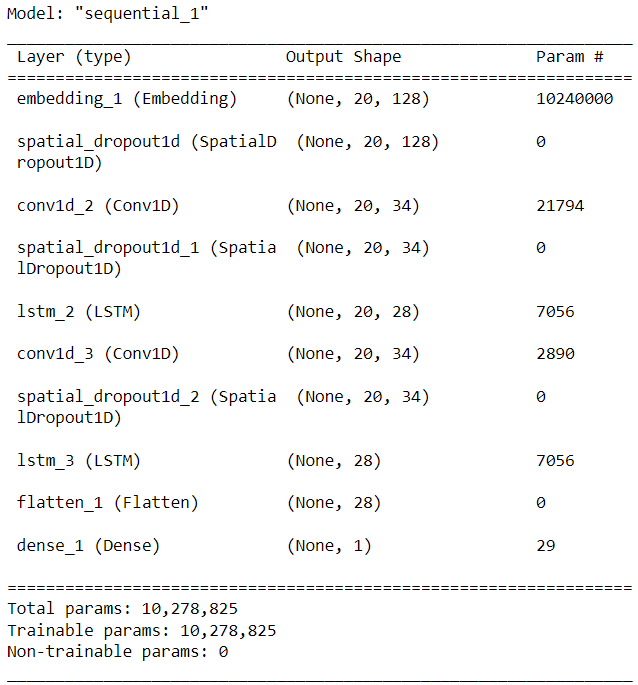 Model: "sequential_1"
_________________________________________________________________
Layer (type) Output Shape Param #
=================================================================
embedding_1 (Embedding) (None, 20, 128) 10240000
spatial_dropout1d (SpatialD (None, 20, 128) 0
ropout1D)
conv1d_2 (Conv1D) (None, 20, 34) 21794
spatial_dropout1d_1 (Spatia (None, 20, 34) 0
lDropout1D)
lstm_2 (LSTM) (None, 20, 28) 7056
conv1d_3 (Conv1D) (None, 20, 34) 2890
spatial_dropout1d_2 (Spatia (None, 20, 34) 0
lDropout1D)
lstm_3 (LSTM) (None, 28) 7056
flatten_1 (Flatten) (None, 28) 0
dense_1 (Dense) (None, 1) 29
=================================================================
Total params: 10,278,825
Trainable params: 10,278,825
Non-trainable params: 0
_________________________________________________________________